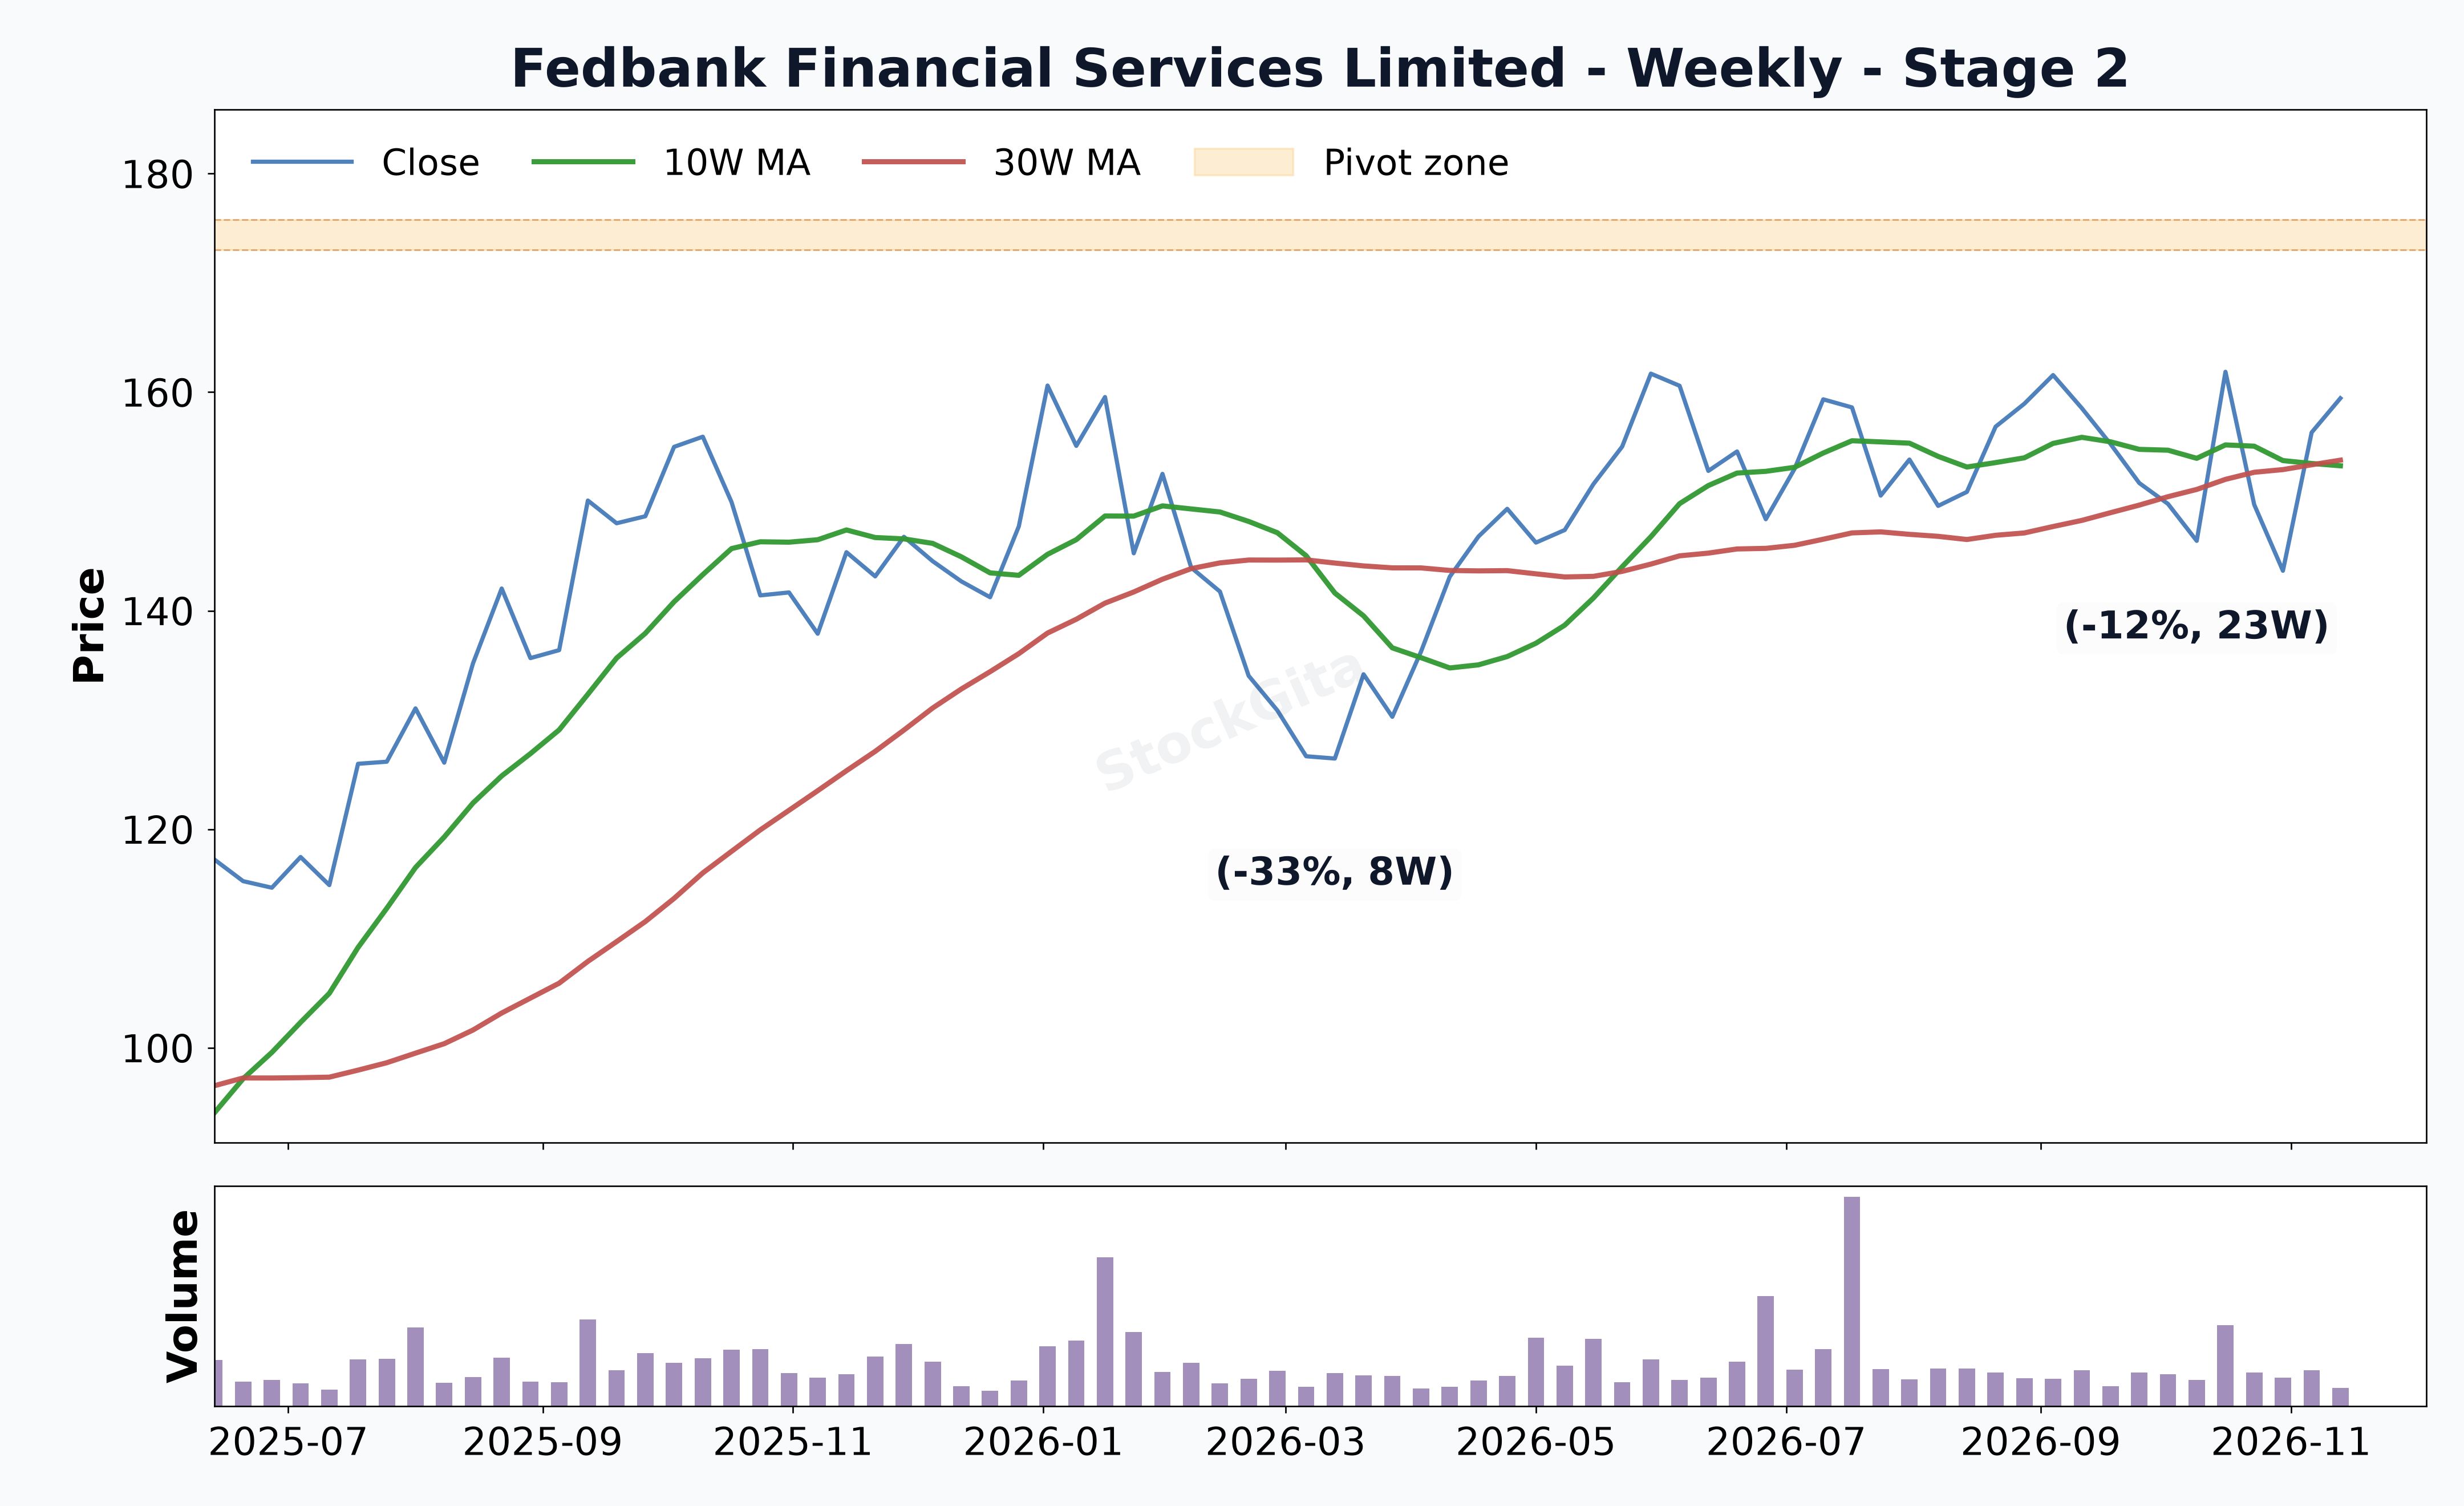 Fedbank Financial Services Limited - Weekly - Stage 2
Close 10W MA 30W MA Pivot zone
180
160
140
120
100
Price
(-12%, 23W)
StockGita
(-33%, 8W)
Volume
2025-07 2025-09 2025-11 2026-01 2026-03 2026-05 2026-07 2026-09 2026-11